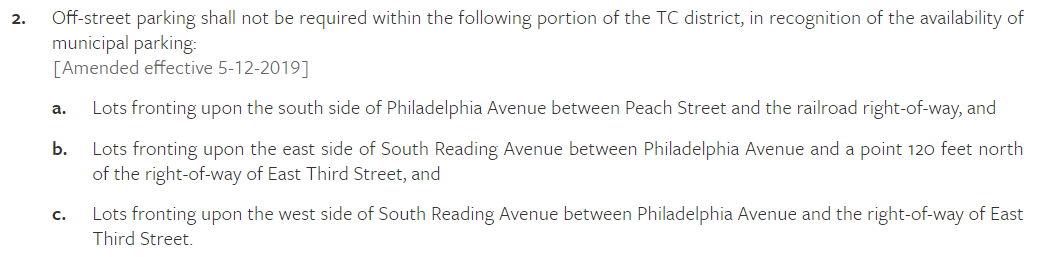 2. Off-street parking shall not be required within the following portion of the TC district, in recognition of the availability of
municipal parking:
[Amended effective 5-12-2019]
a. Lots fronting upon the south side of Philadelphia Avenue between Peach Street and the railroad right-of-way, and
b. Lots fronting upon the east side of South Reading Avenue between Philadelphia Avenue and a point 120 feet north
of the right-of-way of East Third Street, and
c. Lots fronting upon the west side of South Reading Avenue between Philadelphia Avenue and the right-of-way of East
Third Street.